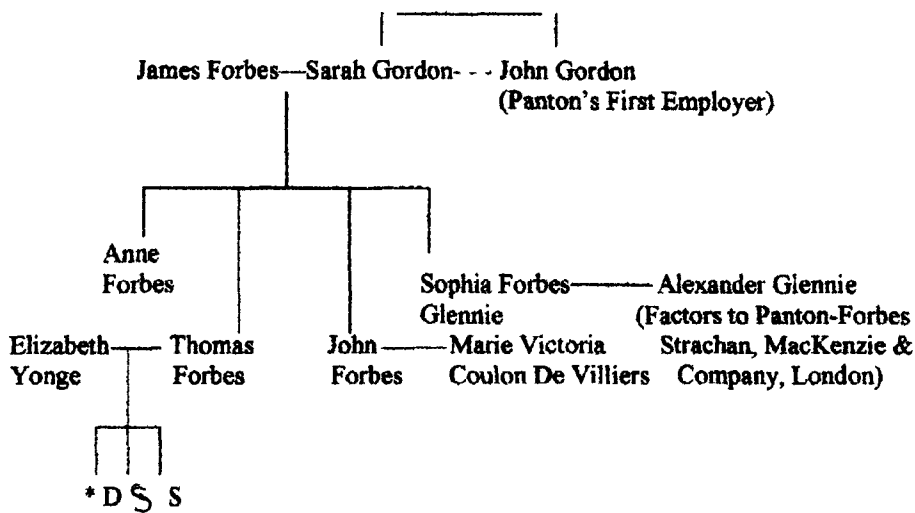 James Forbes—Sarah Gordon- - - John Gordon
(Panton's First Employer)
Anne
Forbes
Sophia Forbes——Alexander Glennie
Glennie
(Factors to Panton-Forbes
Strachan, MacKenzie &
Company, London)
Elizabeth
Yonge
Thomas
Forbes
John
Forbes
Marie Victoria
Coulon De Villiers
* D S S